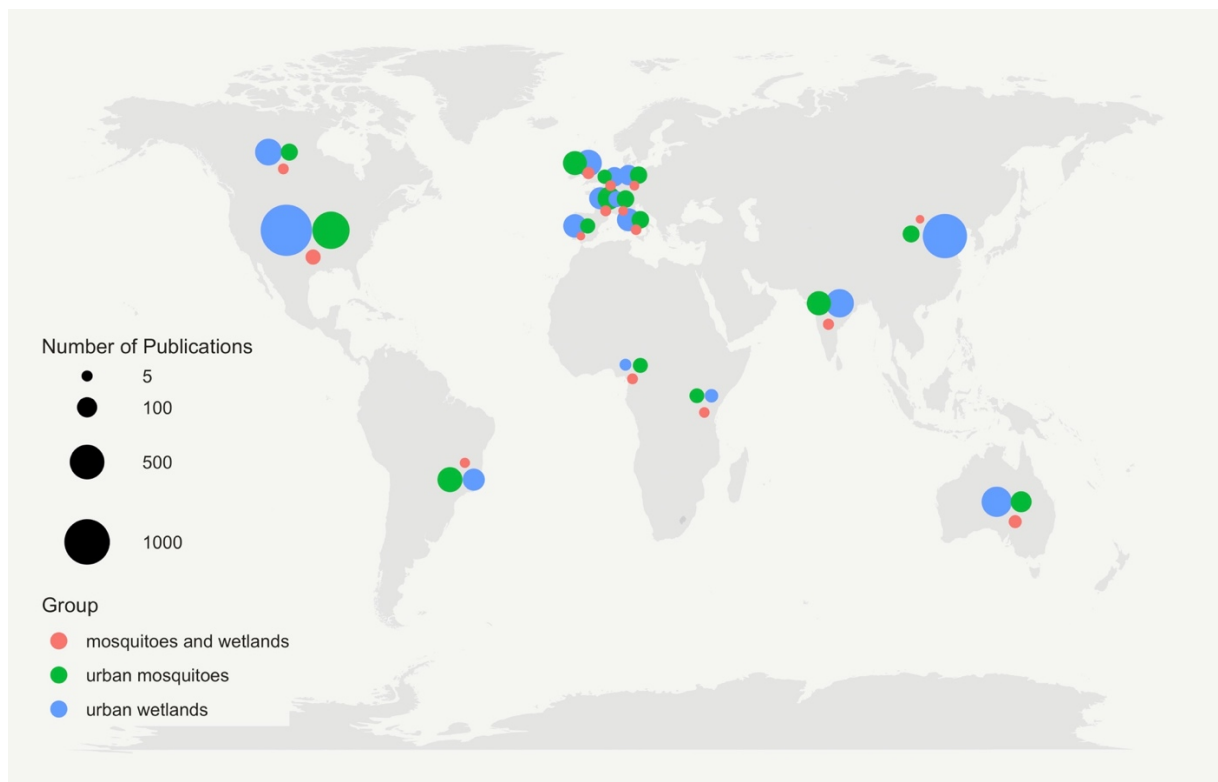 Number of Publications
5
100
500
1000
Group
mosquitoes and wetlands
urban mosquitoes
urban wetlands